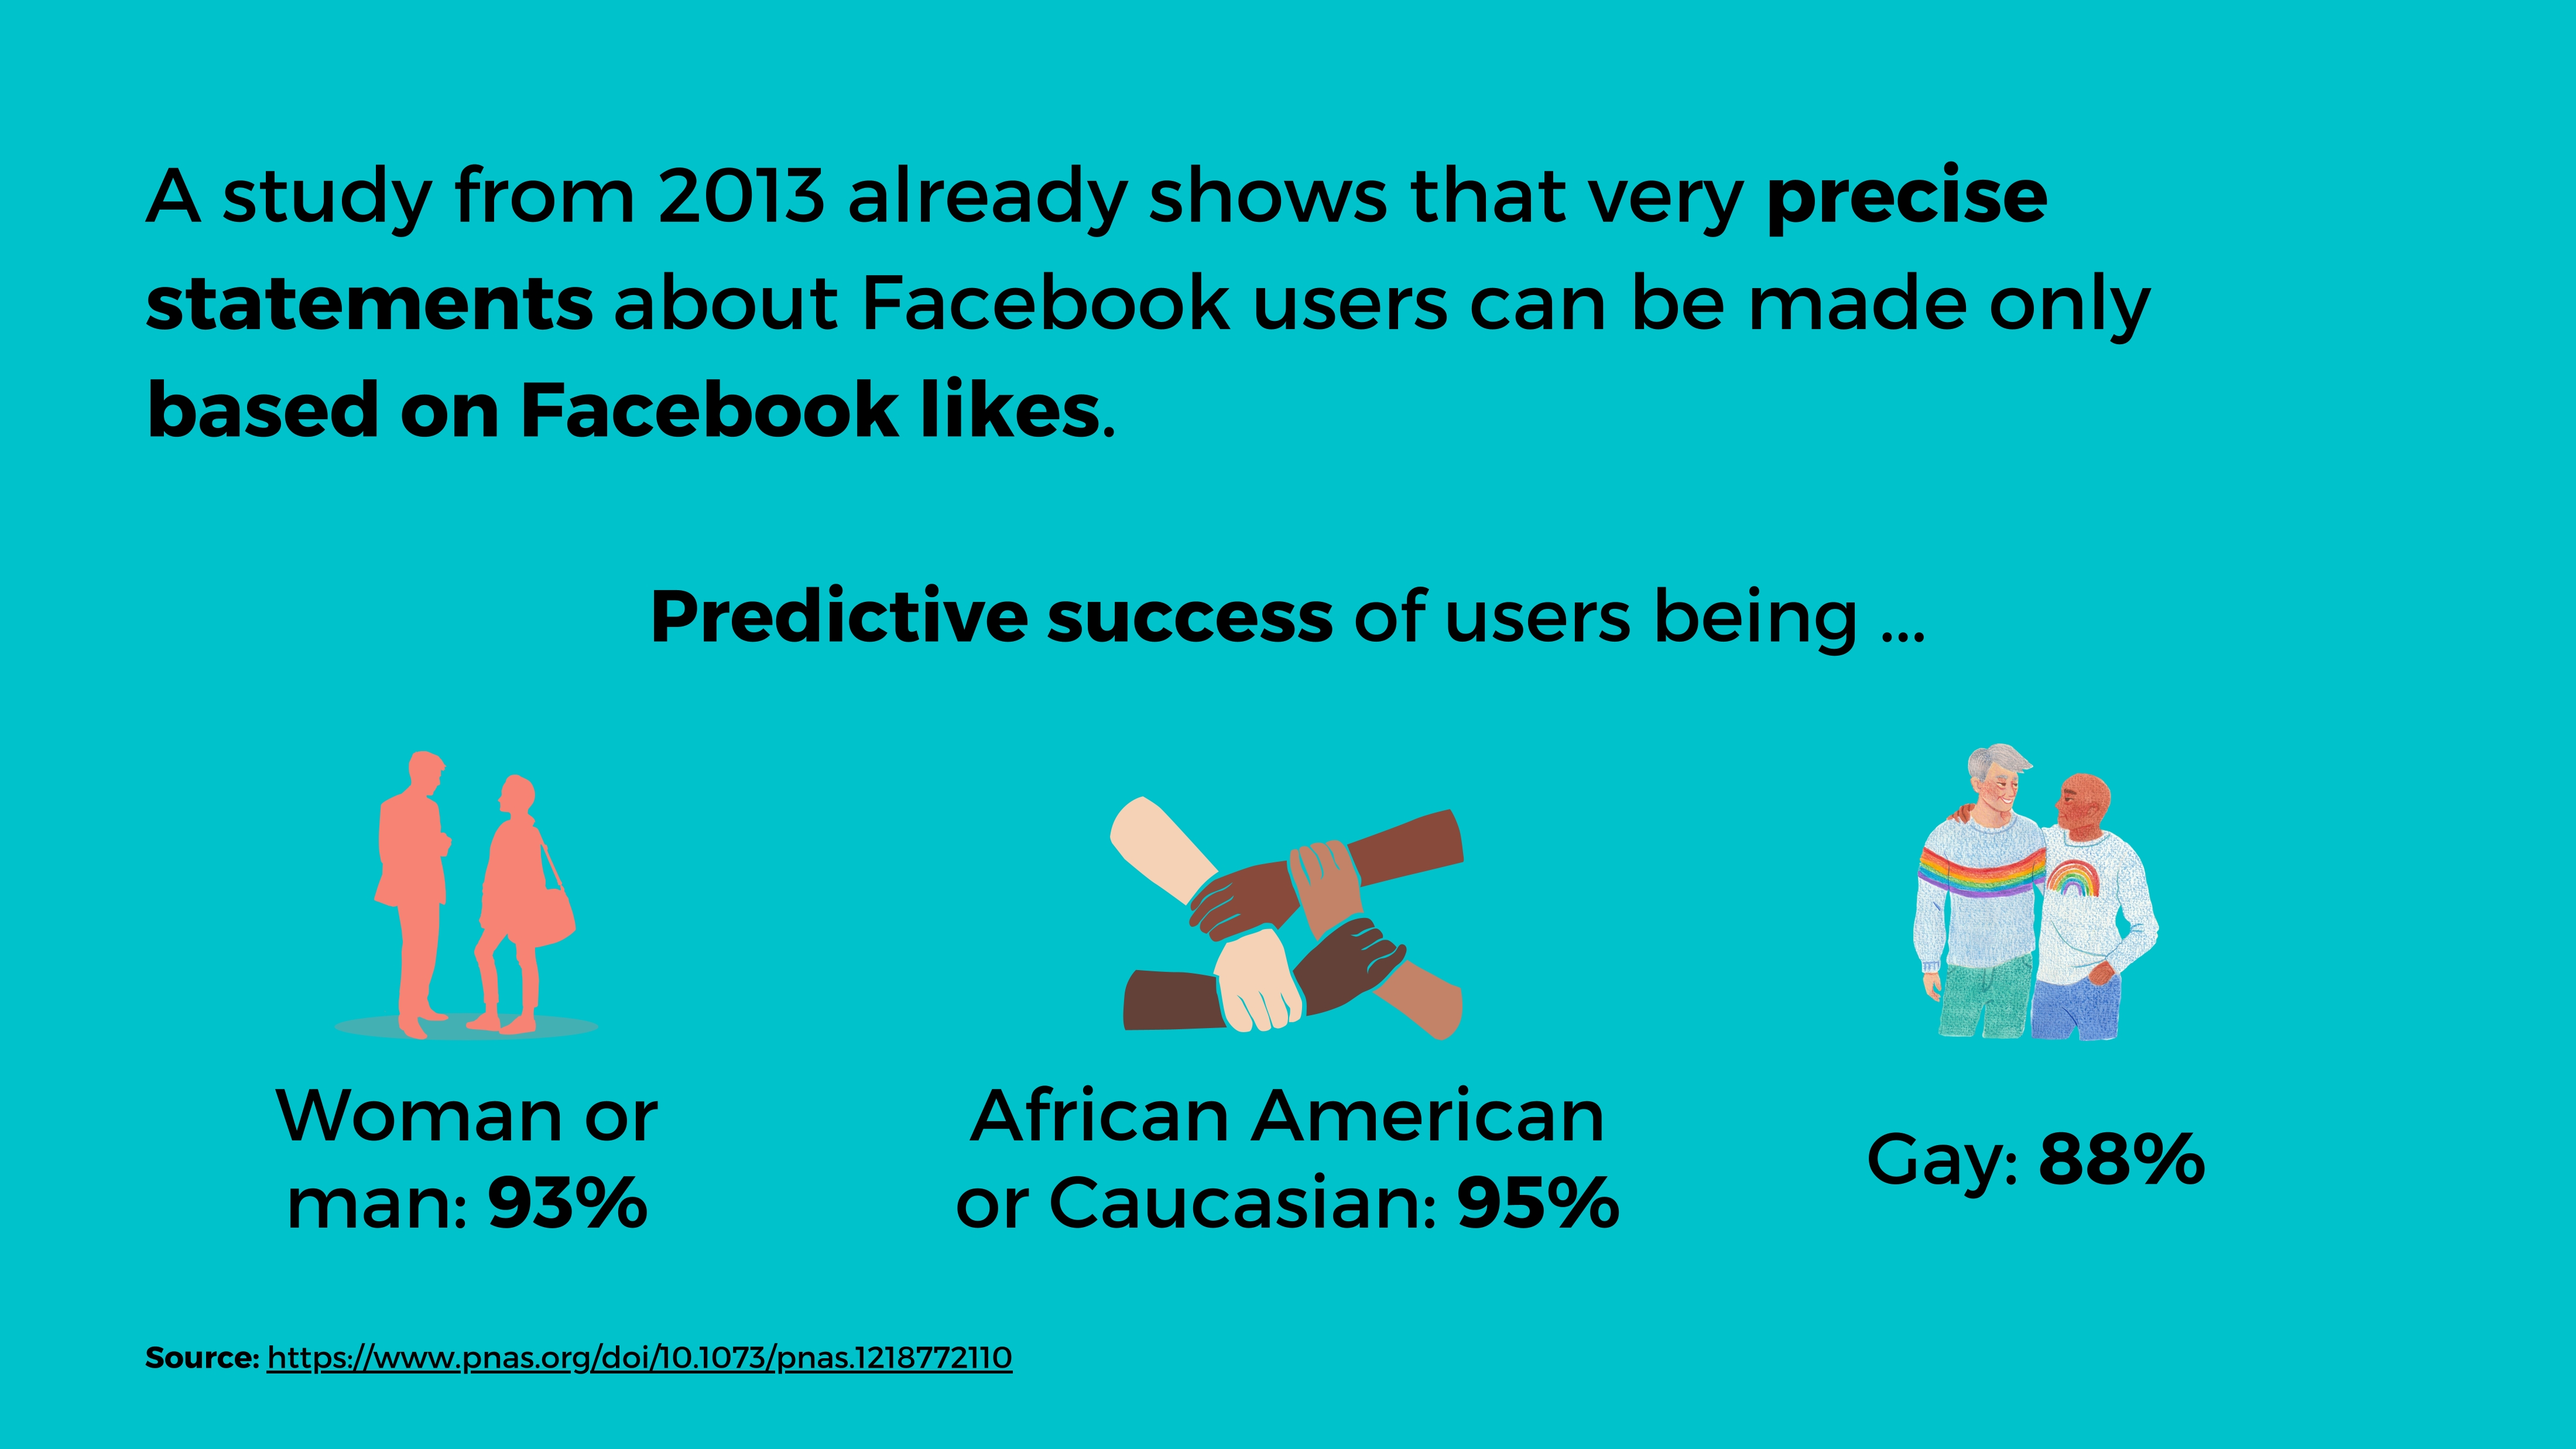 A study from 2013 already shows that very precise
statements about Facebook users can be made only
based on Facebook likes.
Predictive success of users being ...
Woman or
man: 93%
African American
or Caucasian: 95%
Gay: 88%
Source: https://www.pnas.org/doi/10.1073/pnas.1218772110